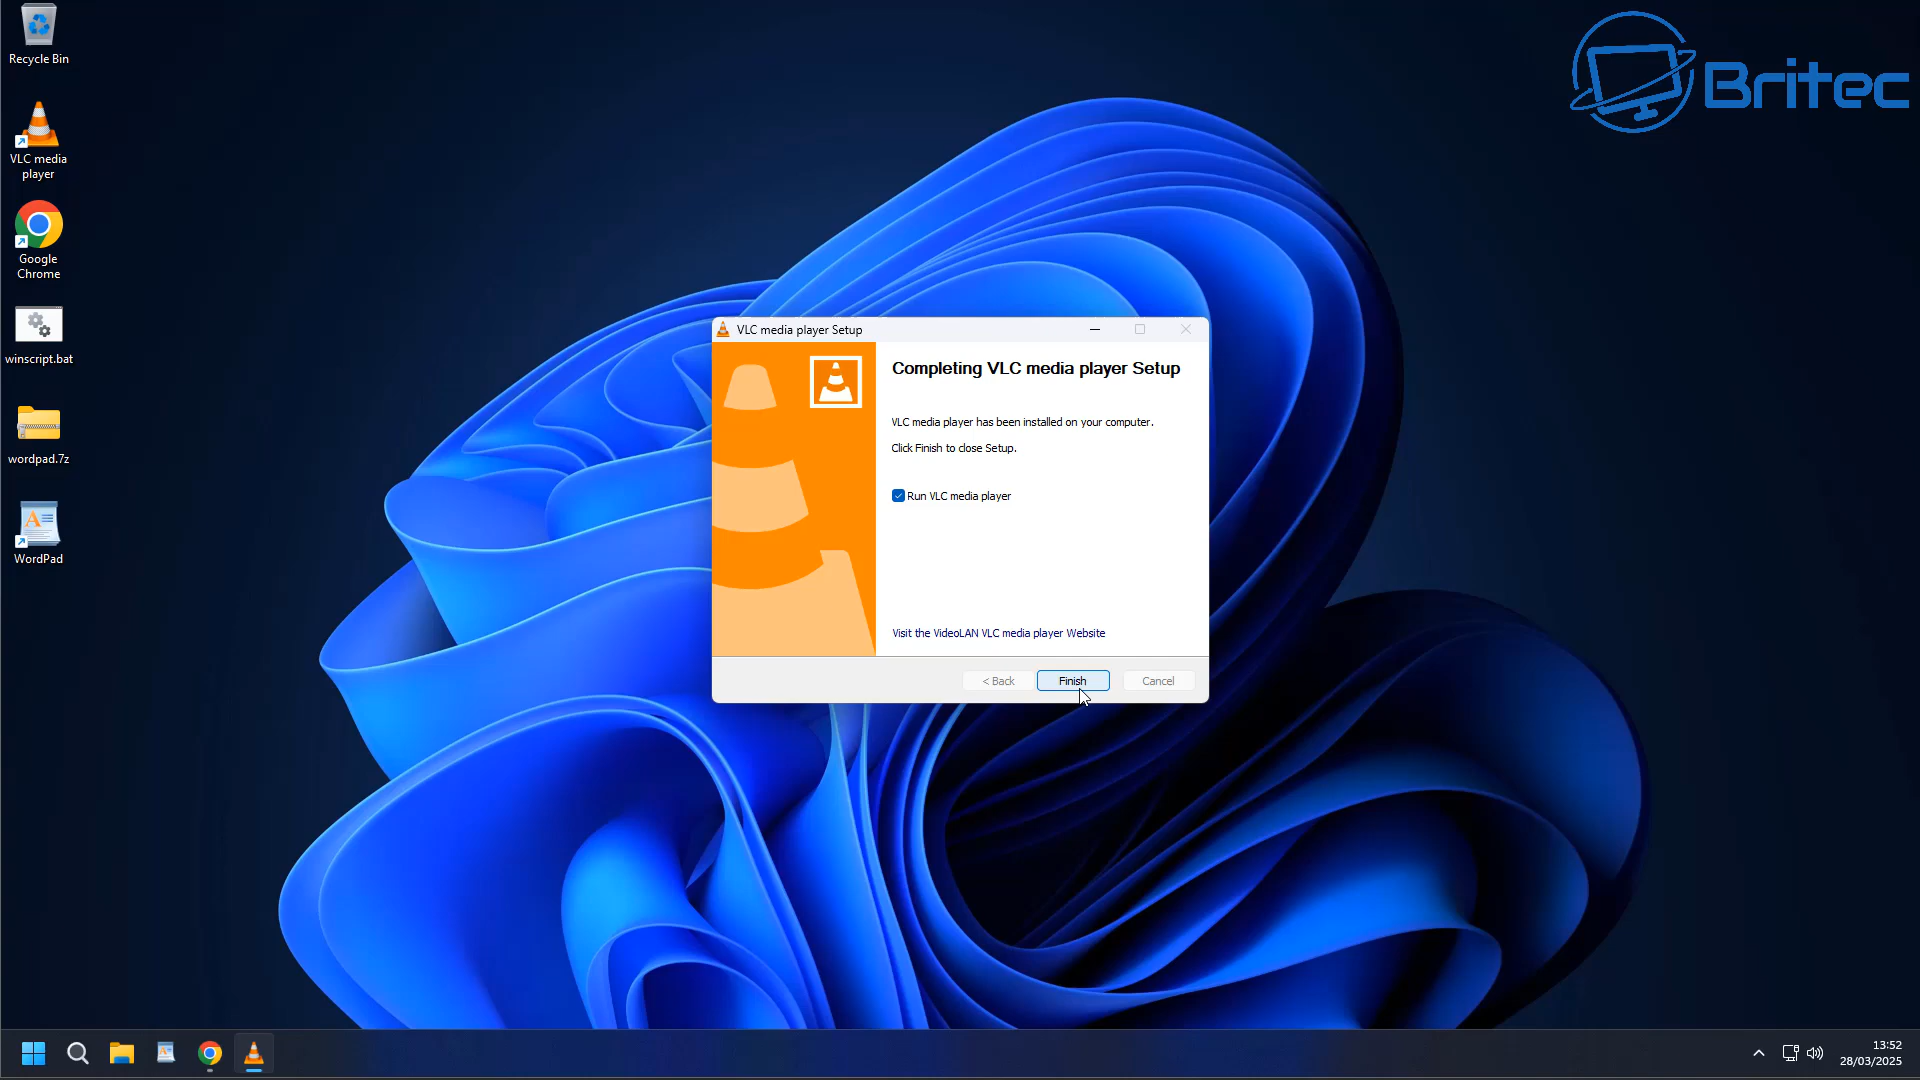 Recycle Bin
VLC media
player
Google
Chrome
winscript.bat
wordpad.7z
WordPad
Britec
VLC media player Setup
Completing VLC media player Setup
VLC media player has been installed on your computer.
Click Finish to close Setup.
Run VLC media player
Visit the VideoLAN VLC media player Website
< Back
Finish
Cancel
13:52
28/03/2025